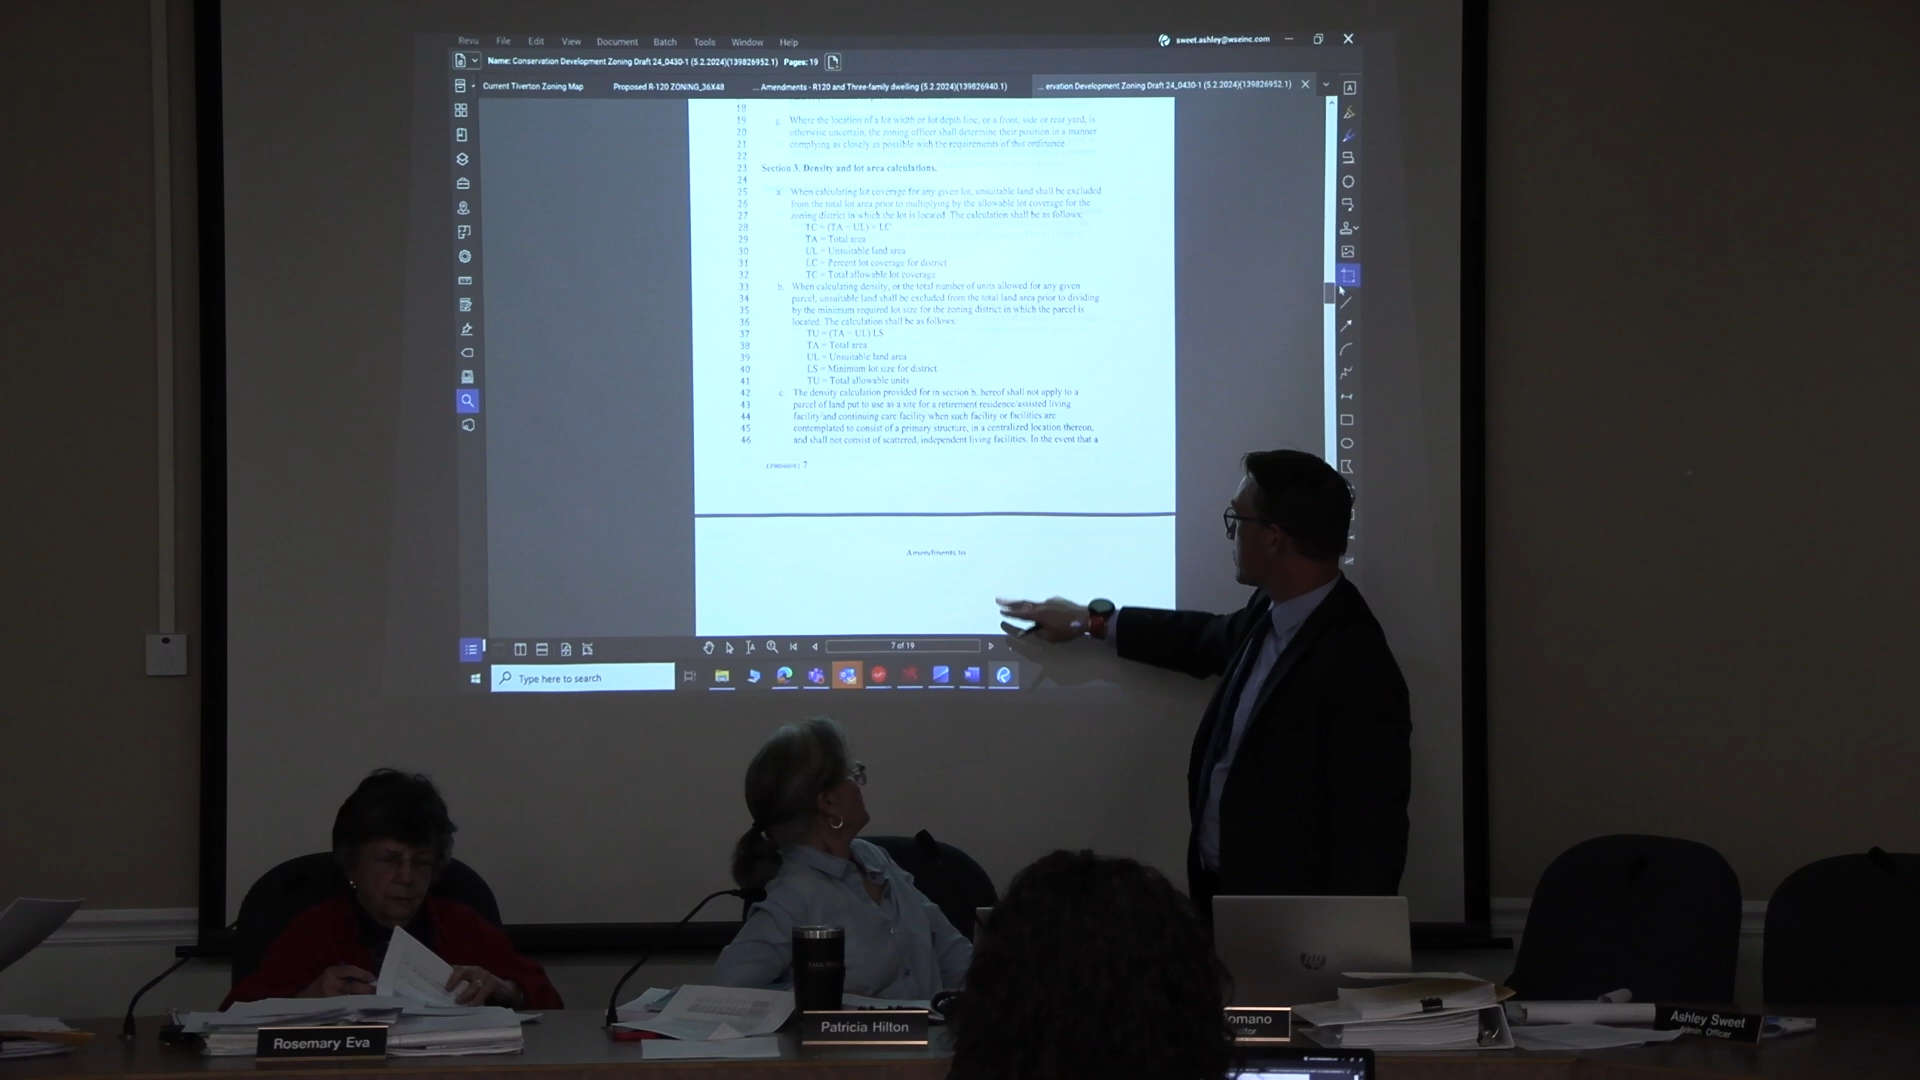 Revu File Edit View Document Batch Tools Window Help sweet.ashley@wseinc.com
Name: Conservation Development Zoning Draft 24_0430-1 (5.2.2024)(139826952.1) Pages: 19
Current Tiverton Zoning Map Proposed R-120 ZONING_36X48 ... Amendments - R120 and Three-family dwelling (5.2.2024)(139826940.1) ... ervation Development Zoning Draft 24_0430-1 (5.2.2024)(139826952.1)
18
19 g. Where the location of a lot width or lot depth line, or a front, side or rear yard, is
20 otherwise uncertain, the zoning officer shall determine their position in a manner
21 complying as closely as possible with the requirements of this ordinance.
22
23 Section 3. Density and lot area calculations.
24
25 a. When calculating lot coverage for any given lot, unsuitable land shall be excluded
26 from the total lot area prior to multiplying by the allowable lot coverage for the
27 zoning district in which the lot is located. The calculation shall be as follows:
28 TC = (TA - UL) LC
29 TA = Total area
30 UL = Unsuitable land area
31 LC = Percent lot coverage for district
32 TC = Total allowable lot coverage
33 b. When calculating density, or the total number of units allowed for any given
34 parcel, unsuitable land shall be excluded from the total land area prior to dividing
35 by the minimum required lot size for the zoning district in which the parcel is
36 located. The calculation shall be as follows:
37 TU = (TA - UL) LS
38 TA = Total area
39 UL = Unsuitable land area
40 LS = Minimum lot size for district
41 TU = Total allowable units
42 c. The density calculation provided for in section b. hereof shall not apply to a
43 parcel of land put to use as a site for a retirement residence/assisted living
44 facility/and continuing care facility when such facility or facilities are
45 contemplated to consist of a primary structure, in a centralized location thereon,
46 and shall not consist of scattered, independent living facilities. In the event that a
7
Amendments to
7 of 19
Type here to search
hp
Rosemary Eva
Patricia Hilton
omano
Ashley Sweet
Admin Officer